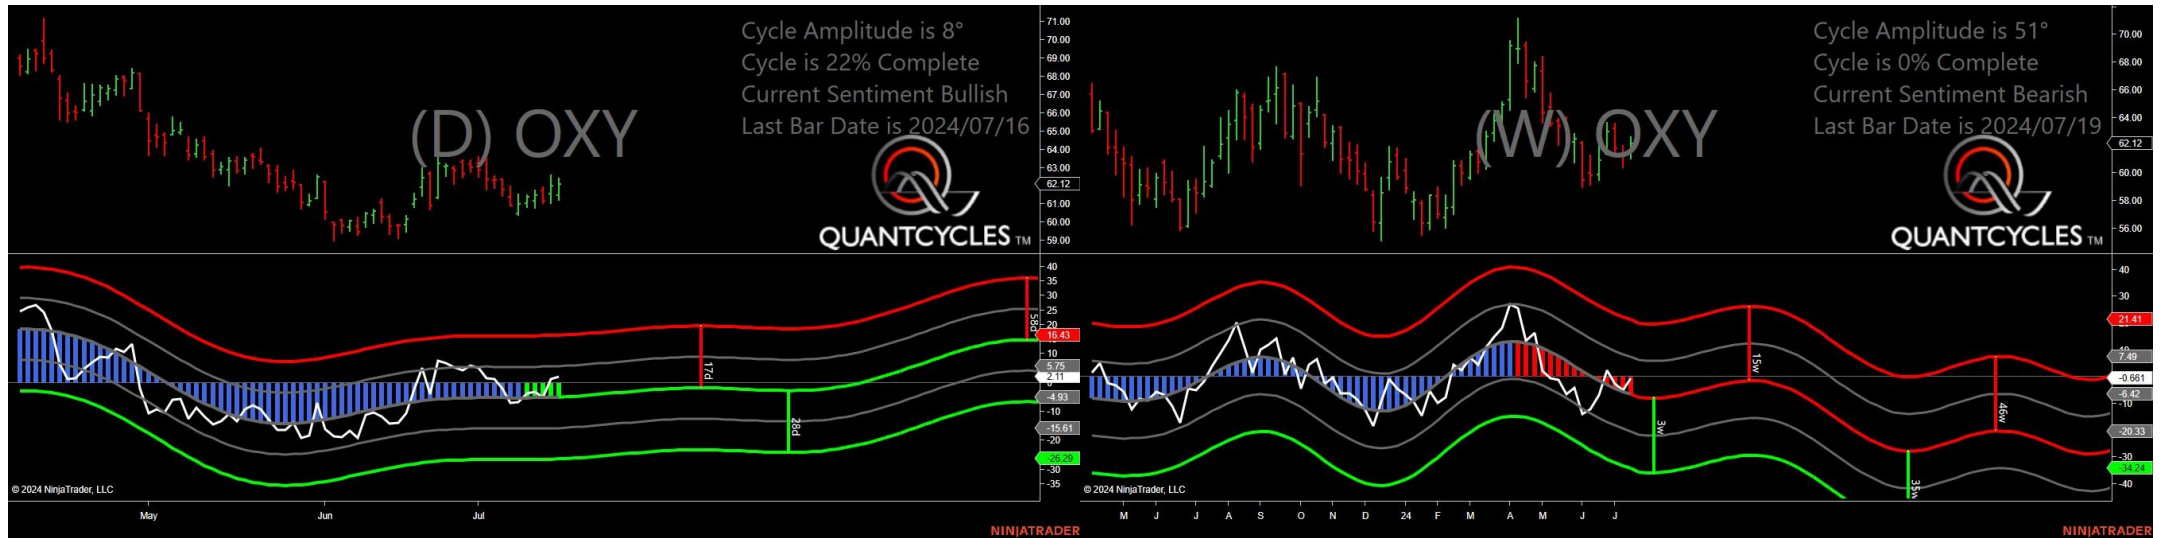 Cycle Amplitude is 8°
Cycle is 22% Complete
Current Sentiment Bullish
Last Bar Date is 2024/07/16
(D) OXY
QUANTCYCLES TM
71.00
70.00
69.00
68.00
67.00
66.00
65.00
64.00
63.00
62.12
61.00
60.00
59.00
40
35
30
25
20
16.43
10
5.75
2.11
-4.93
-10
-15.61
-20
-26.29
-30
-35
17d
28d
58d
© 2024 NinjaTrader, LLC
May Jun Jul
NINJATRADER
Cycle Amplitude is 51°
Cycle is 0% Complete
Current Sentiment Bearish
Last Bar Date is 2024/07/19
(W) OXY
QUANTCYCLES TM
70.00
68.00
66.00
64.00
62.12
60.00
58.00
56.00
40
30
21.41
7.49
-0.661
-6.42
-10
-20.33
-30
-34.24
-40
15w
3w
46w
35w
© 2024 NinjaTrader, LLC
M J J A S O N D 24 F M A M J J
NINJATRADER